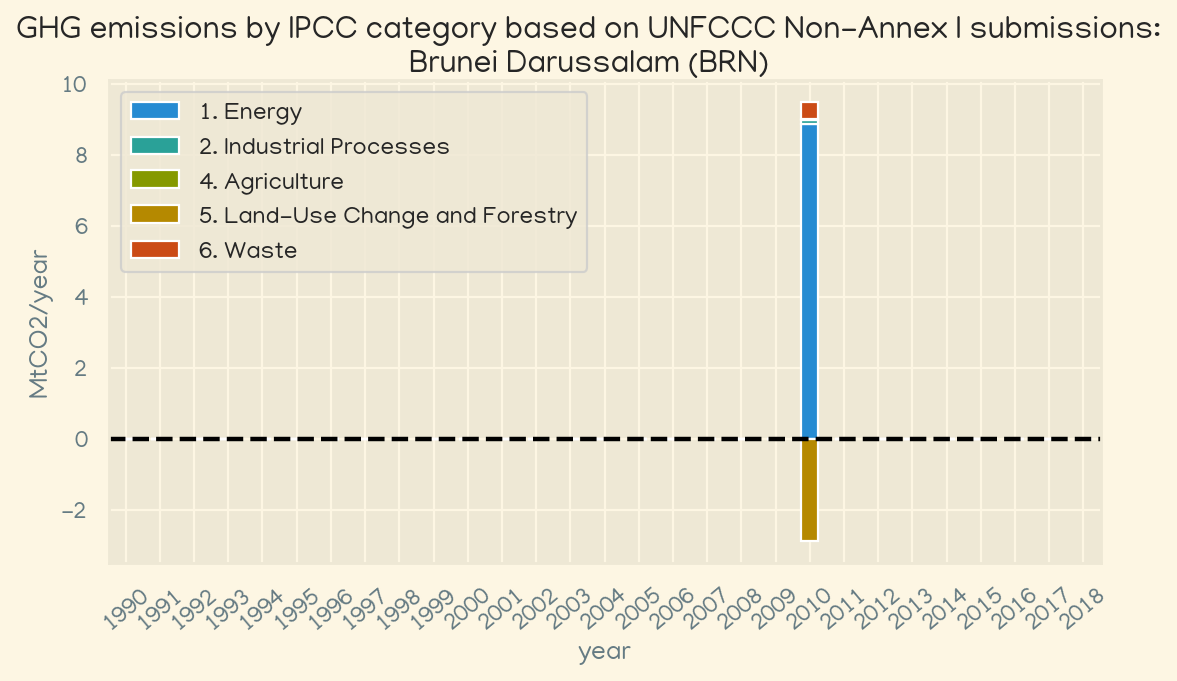 GHG emissions by IPCC category based on UNFCCC Non-Annex I submissions:
Brunei Darussalam (BRN)
1. Energy
2. Industrial Processes
4. Agriculture
5. Land-Use Change and Forestry
6. Waste
10
8
6
4
2
0
−2
MtCO2/year
1990 1991 1992 1993 1994 1995 1996 1997 1998 1999 2000 2001 2002 2003 2004 2005 2006 2007 2008 2009 2010 2011 2012 2013 2014 2015 2016 2017 2018
year